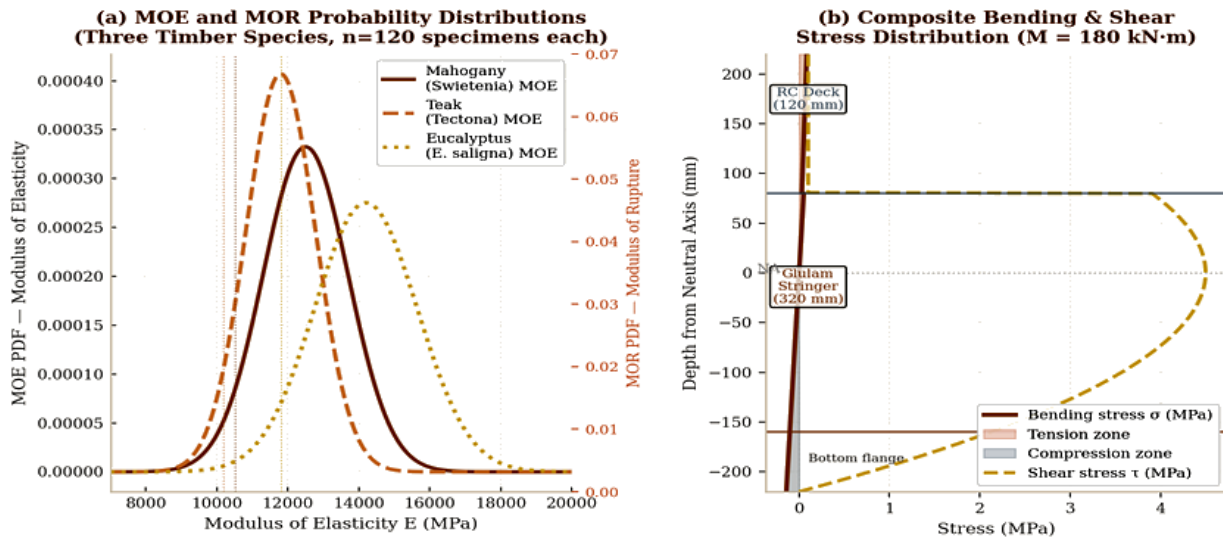 (a) MOE and MOR Probability Distributions
(Three Timber Species, n=120 specimens each)
MOE PDF — Modulus of Elasticity
0.00040
0.00035
0.00030
0.00025
0.00020
0.00015
0.00010
0.00005
0.00000
8000
10000
12000
14000
16000
18000
20000
Modulus of Elasticity E (MPa)
Mahogany
(Swietenia) MOE
Teak
(Tectona) MOE
Eucalyptus
(E. saligna) MOE
0.07
0.06
0.05
0.04
0.03
0.02
0.01
0.00
MOR PDF — Modulus of Rupture
(b) Composite Bending & Shear
Stress Distribution (M = 180 kN·m)
Depth from Neutral Axis (mm)
200
150
100
50
0
−50
−100
−150
−200
RC Deck
(120 mm)
NA
Glulam
Stringer
(320 mm)
Bottom flange
Bending stress σ (MPa)
Tension zone
Compression zone
Shear stress τ (MPa)
0
1
2
3
4
Stress (MPa)